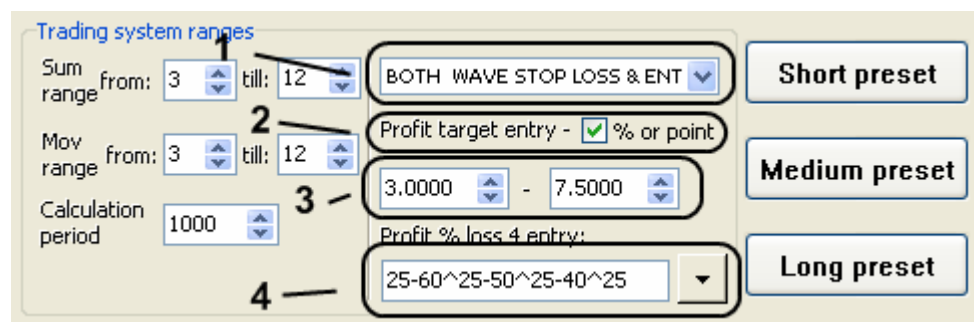 Trading system ranges
1
Sum range from: 3 till: 12
BOTH WAVE STOP LOSS & ENT
Short preset
2
Profit target entry - % or point
Mov range from: 3 till: 12
Medium preset
3
3.0000 - 7.5000
Calculation period 1000
Profit % loss 4 entry:
4
25-60^25-50^25-40^25
Long preset